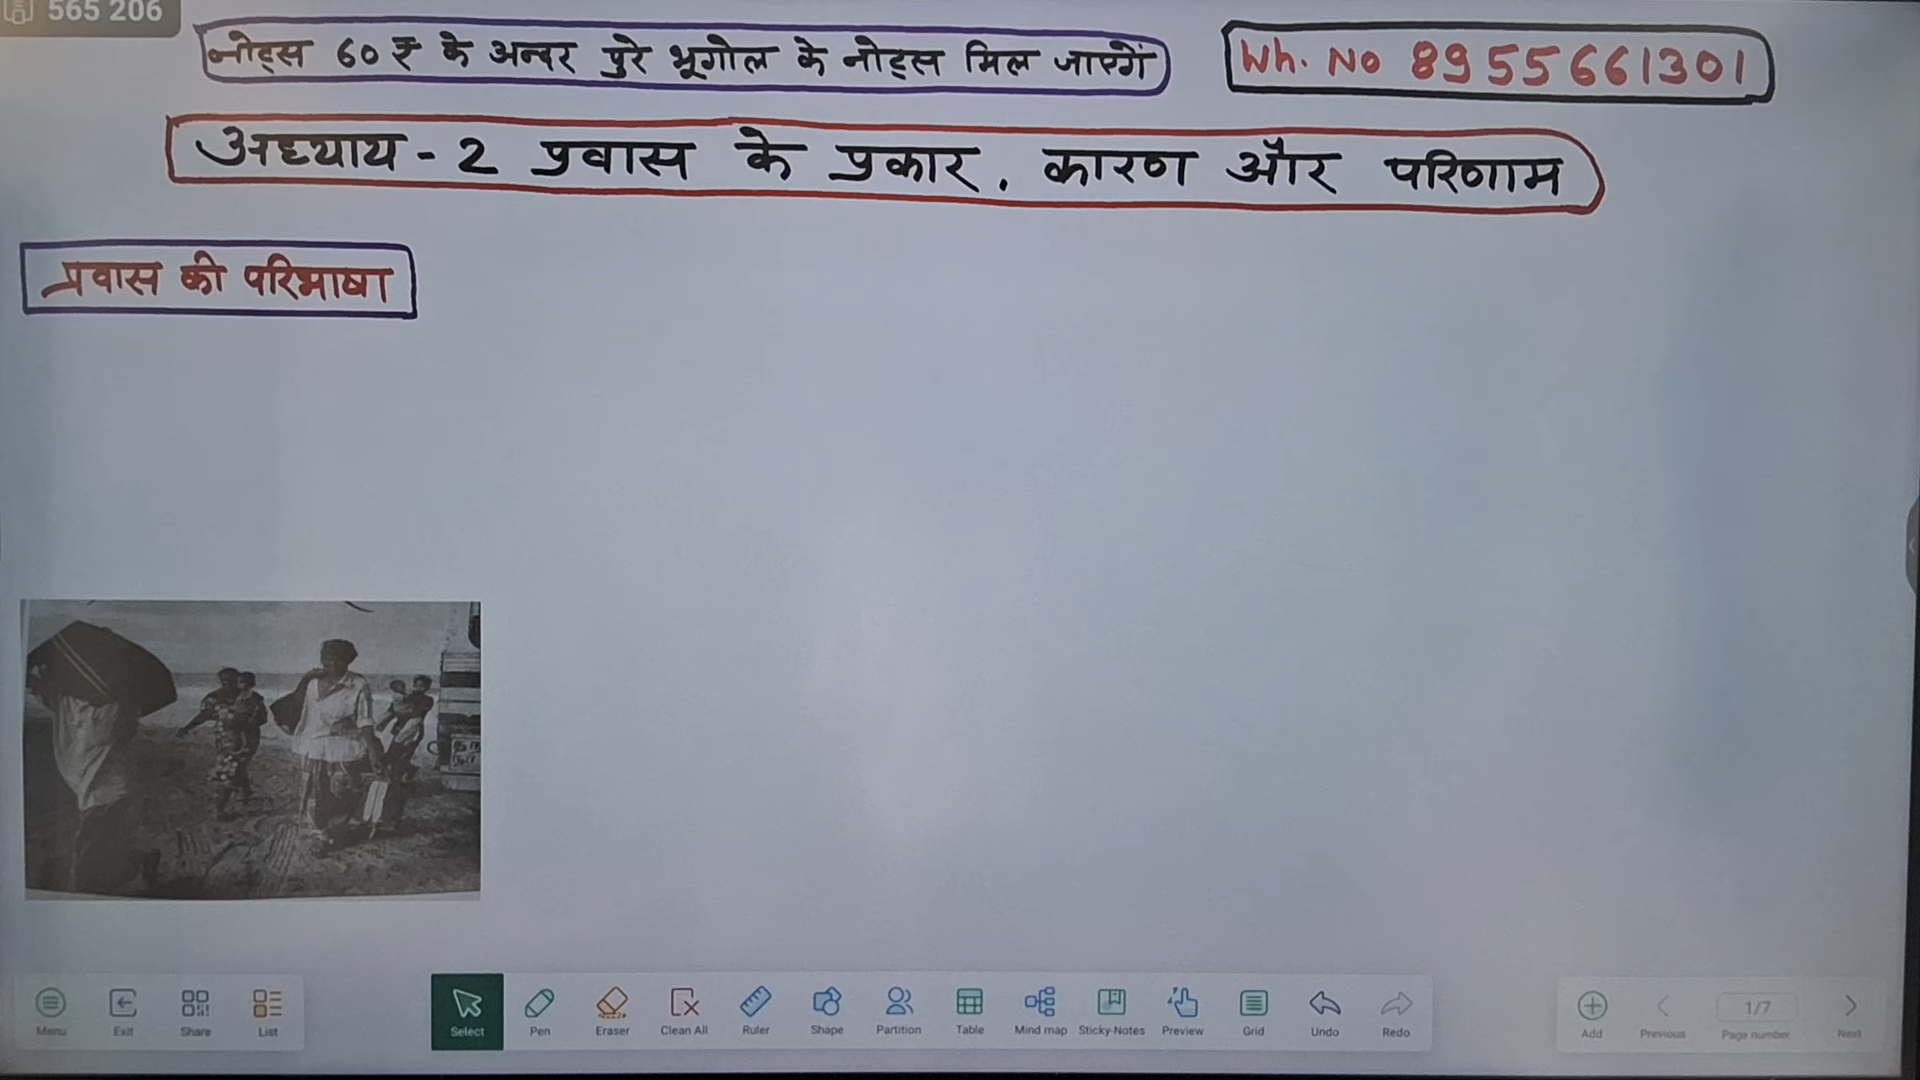 565 206
नोट्स 60 ₹ के अन्दर पुरे भूगोल के नोट्स मिल जाएगें
Wh. No 8955661301
अध्याय - 2 प्रवास के प्रकार, कारण और परिणाम
प्रवास की परिभाषा
Menu Exit Share List Select Pen Eraser Clean All Ruler Shape Partition Table Mind map Sticky-Notes Preview Grid Undo Redo Add Previous 1/7 Page number Next